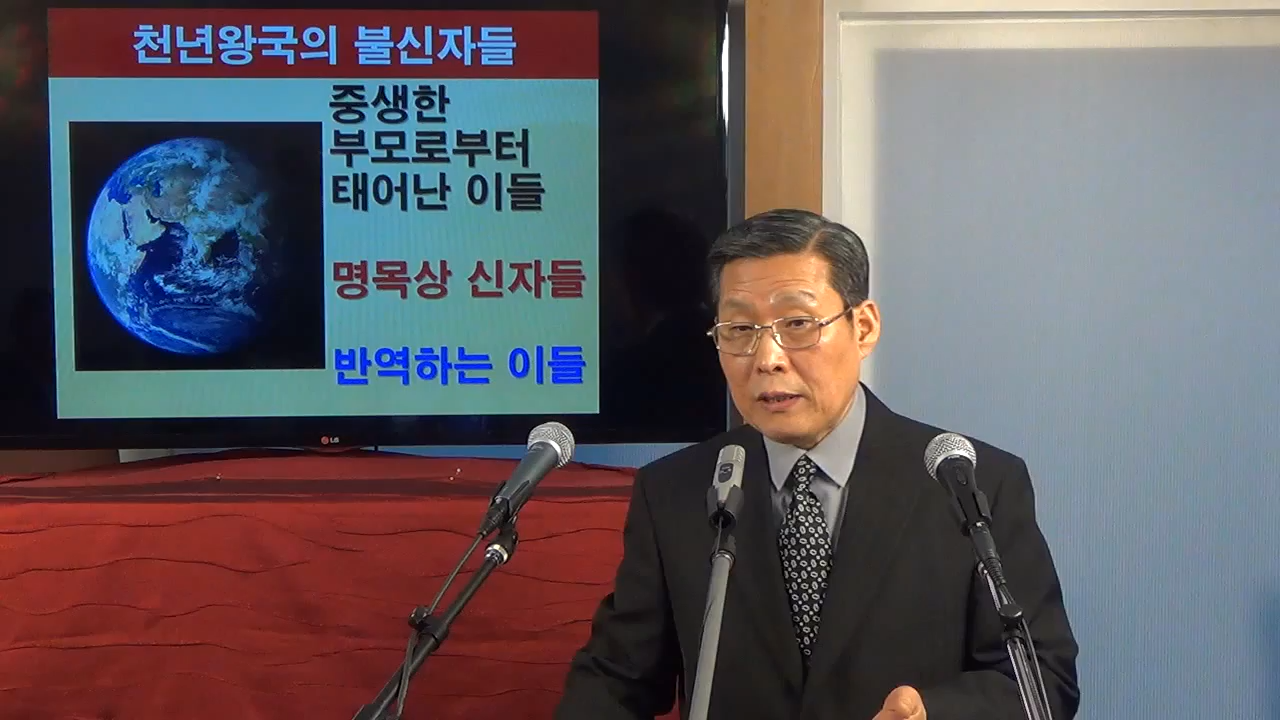 천년왕국의 불신자들
중생한
부모로부터
태어난 이들
명목상 신자들
반역하는 이들
LG